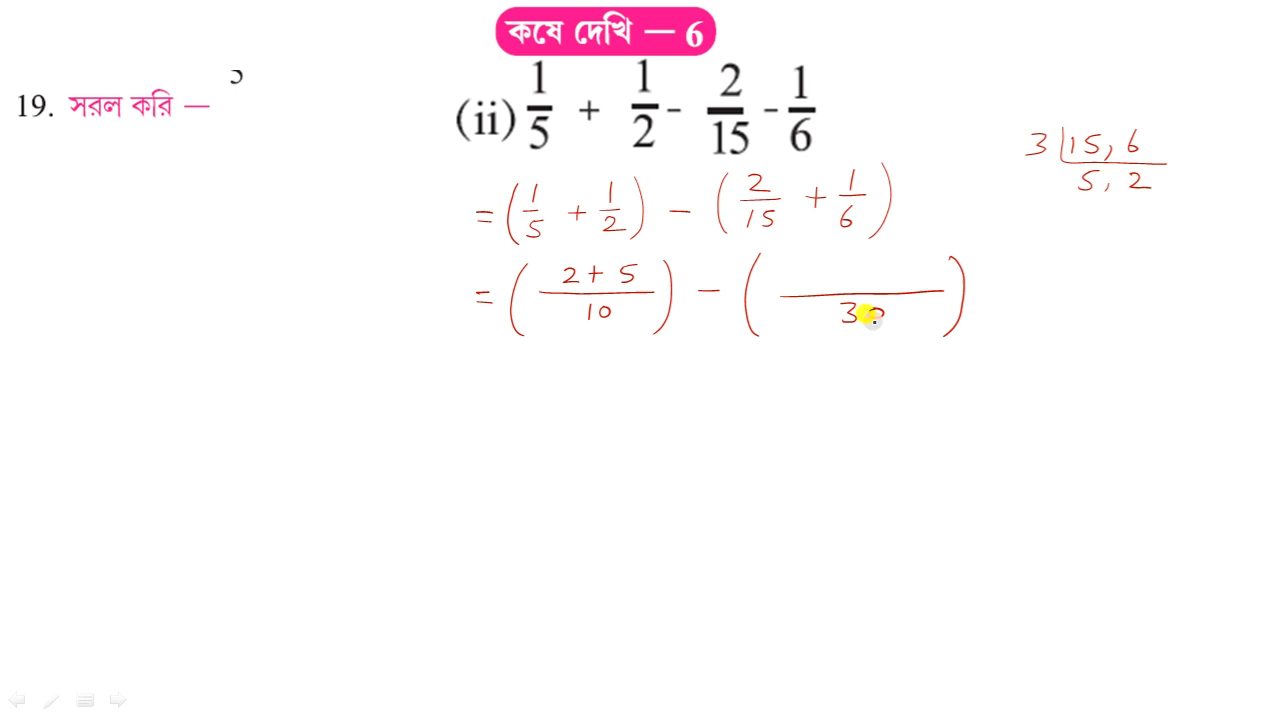 কষে দেখি — 6
19. সরল করি —
(ii) 1/5 + 1/2 - 2/15 - 1/6
= (1/5 + 1/2) - (2/15 + 1/6)
3 | 15, 6
5, 2
= ((2 + 5)/10) - ( /30)